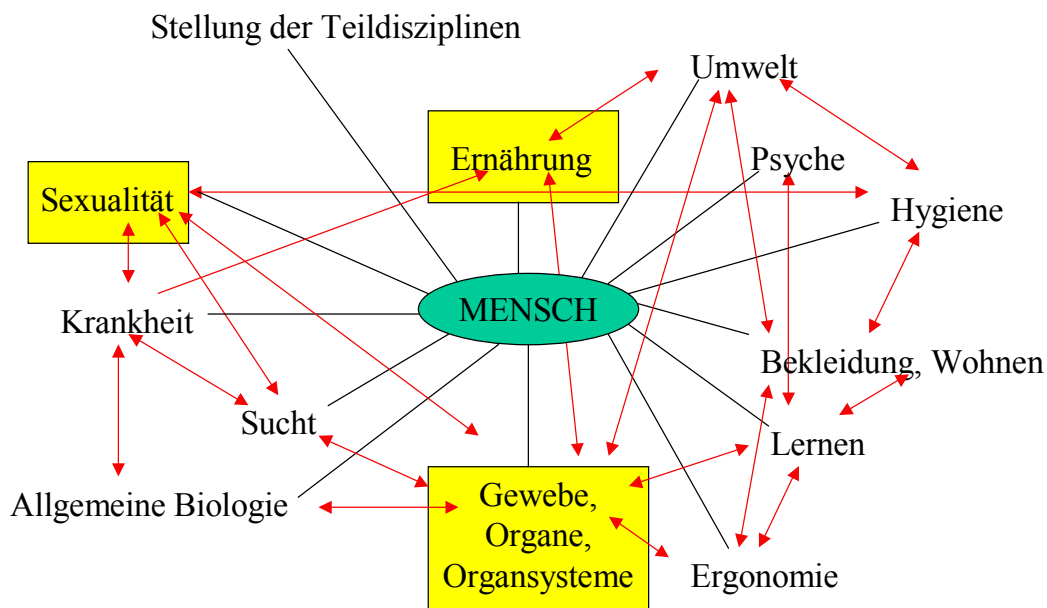 Stellung der Teildisziplinen
Umwelt
Ernährung
Psyche
Sexualität
Hygiene
MENSCH
Krankheit
Bekleidung, Wohnen
Sucht
Lernen
Allgemeine Biologie
Gewebe,
Organe,
Organsysteme
Ergonomie